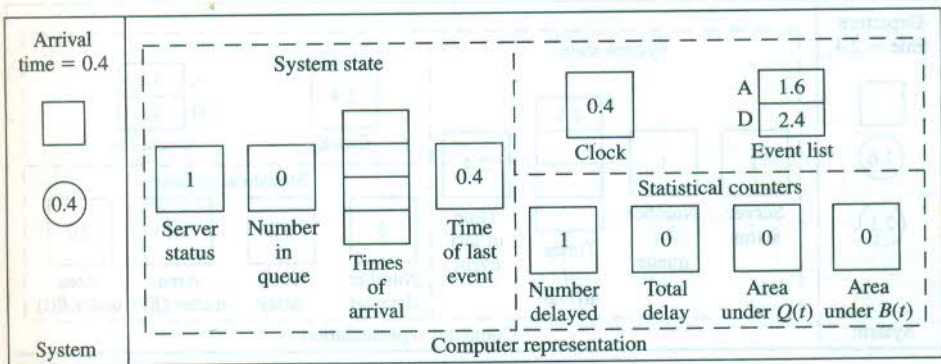 Arrival
time = 0.4
0.4
System
System state
1
Server
status
0
Number
in
queue
Times
of
arrival
0.4
Time
of last
event
0.4
Clock
A 1.6
D 2.4
Event list
Statistical counters
1
Number
delayed
0
Total
delay
0
Area
under Q(t)
0
Area
under B(t)
Computer representation